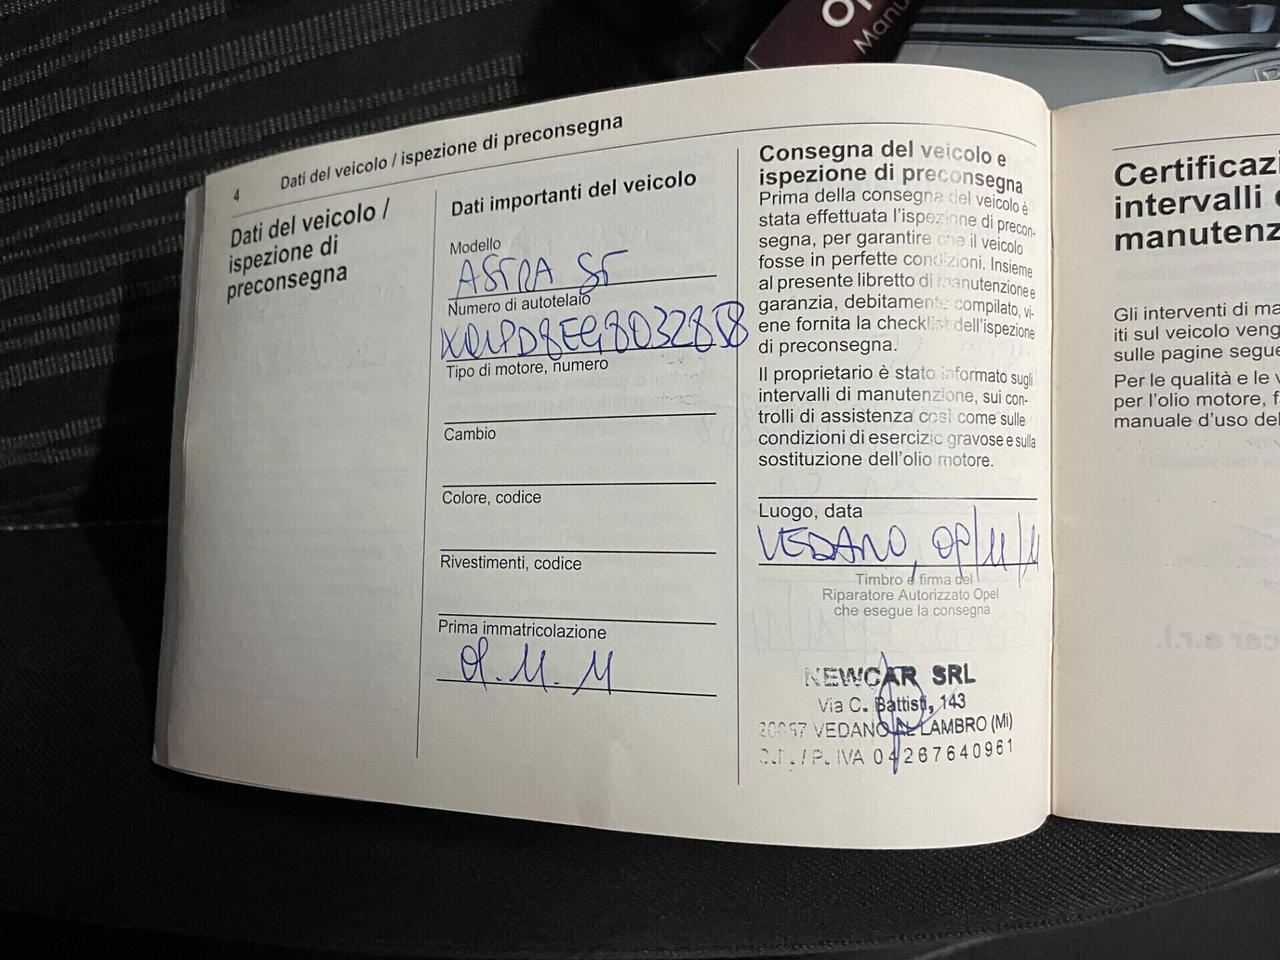 4
Dati del veicolo / ispezione di preconsegna
Dati del veicolo /
ispezione di
preconsegna
Dati importanti del veicolo
Modello
ASTRA ST
Numero di autotelaio
Tipo di motore, numero
Cambio
Colore, codice
Rivestimenti, codice
Prima immatricolazione
Consegna del veicolo e
ispezione di preconsegna
Prima della consegna del veicolo è
stata effettuata l'ispezione di precon-
segna, per garantire che il veicolo
fosse in perfette condizioni. Insieme
al presente libretto di manutenzione e
garanzia, debitamente compilato, vi-
ene fornita la checklist dell'ispezione
di preconsegna.
Il proprietario è stato informato sugli
intervalli di manutenzione, sui con-
trolli di assistenza così come sulle
condizioni di esercizio gravose e sulla
sostituzione dell'olio motore.
Luogo, data
VEDANO,
Timbro e firma del
Riparatore Autorizzato Opel
che esegue la consegna
NEWCAR SRL
Via C. Battisti, 143
VEDANO AL LAMBRO (MI)
P. IVA 04267640961
Certificazi
intervalli
manutenz
Gli interventi di ma
iti sul veicolo veng
sulle pagine segue
Per le qualità e le v
per l'olio motore, f
manuale d'uso del
Manu